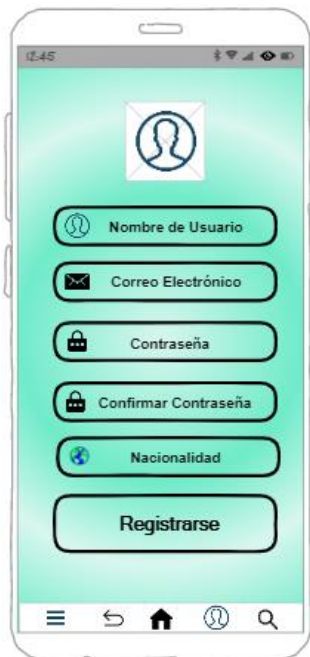 12:45
Nombre de Usuario
Correo Electrónico
Contraseña
Confirmar Contraseña
Nacionalidad
Registrarse